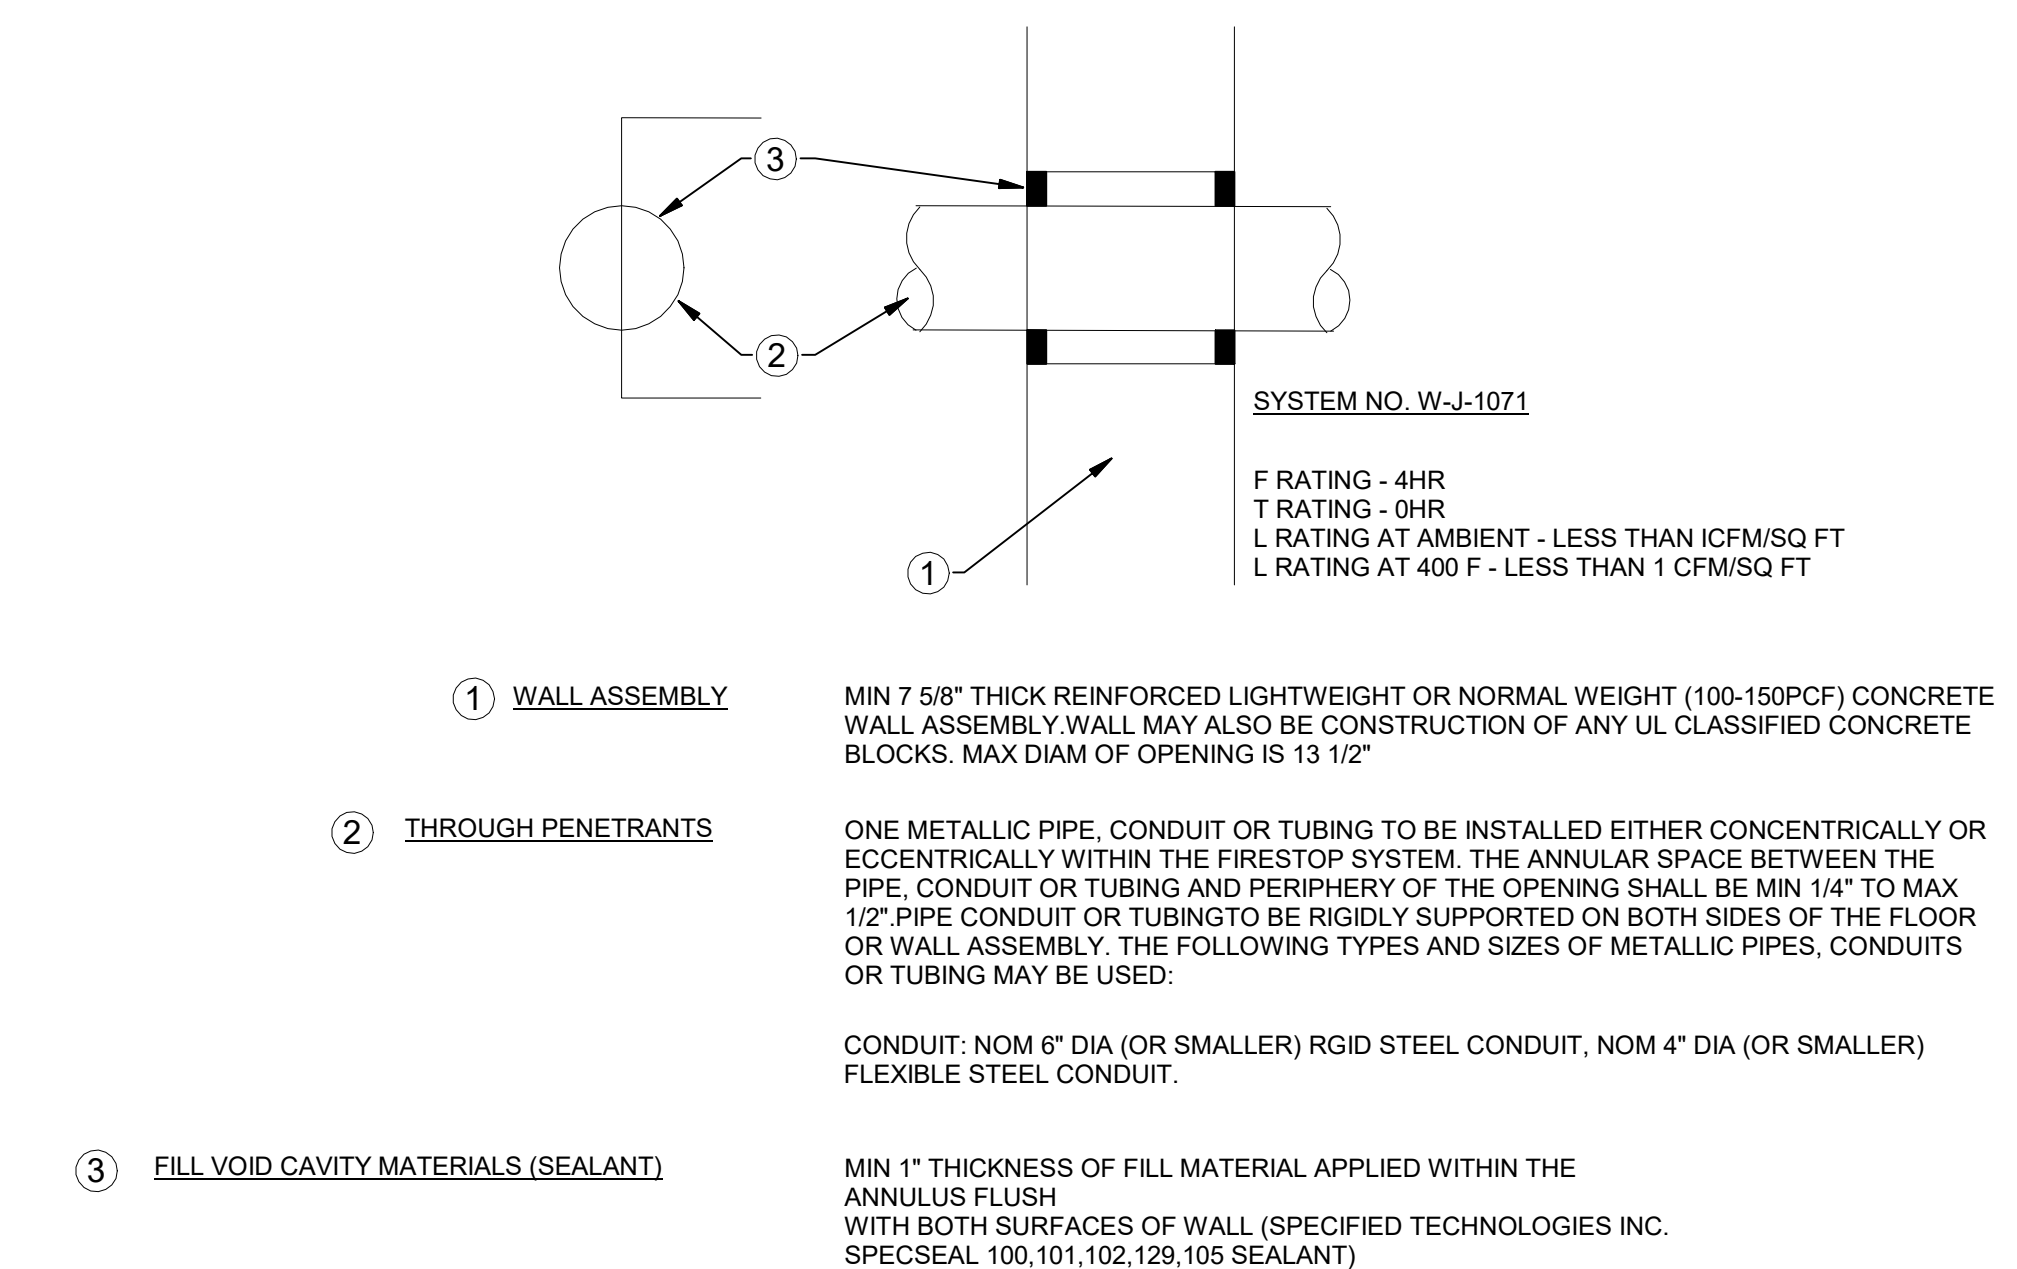 3
2
SYSTEM NO. W-J-1071
F RATING - 4HR
T RATING - 0HR
L RATING AT AMBIENT - LESS THAN ICFM/SQ FT
L RATING AT 400 F - LESS THAN 1 CFM/SQ FT
1
1 WALL ASSEMBLY
MIN 7 5/8" THICK REINFORCED LIGHTWEIGHT OR NORMAL WEIGHT (100-150PCF) CONCRETE
WALL ASSEMBLY.WALL MAY ALSO BE CONSTRUCTION OF ANY UL CLASSIFIED CONCRETE
BLOCKS. MAX DIAM OF OPENING IS 13 1/2"
2 THROUGH PENETRANTS
ONE METALLIC PIPE, CONDUIT OR TUBING TO BE INSTALLED EITHER CONCENTRICALLY OR
ECCENTRICALLY WITHIN THE FIRESTOP SYSTEM. THE ANNULAR SPACE BETWEEN THE
PIPE, CONDUIT OR TUBING AND PERIPHERY OF THE OPENING SHALL BE MIN 1/4" TO MAX
1/2".PIPE CONDUIT OR TUBINGTO BE RIGIDLY SUPPORTED ON BOTH SIDES OF THE FLOOR
OR WALL ASSEMBLY. THE FOLLOWING TYPES AND SIZES OF METALLIC PIPES, CONDUITS
OR TUBING MAY BE USED:
CONDUIT: NOM 6" DIA (OR SMALLER) RGID STEEL CONDUIT, NOM 4" DIA (OR SMALLER)
FLEXIBLE STEEL CONDUIT.
3 FILL VOID CAVITY MATERIALS (SEALANT)
MIN 1" THICKNESS OF FILL MATERIAL APPLIED WITHIN THE
ANNULUS FLUSH
WITH BOTH SURFACES OF WALL (SPECIFIED TECHNOLOGIES INC.
SPECSEAL 100,101,102,129,105 SEALANT)